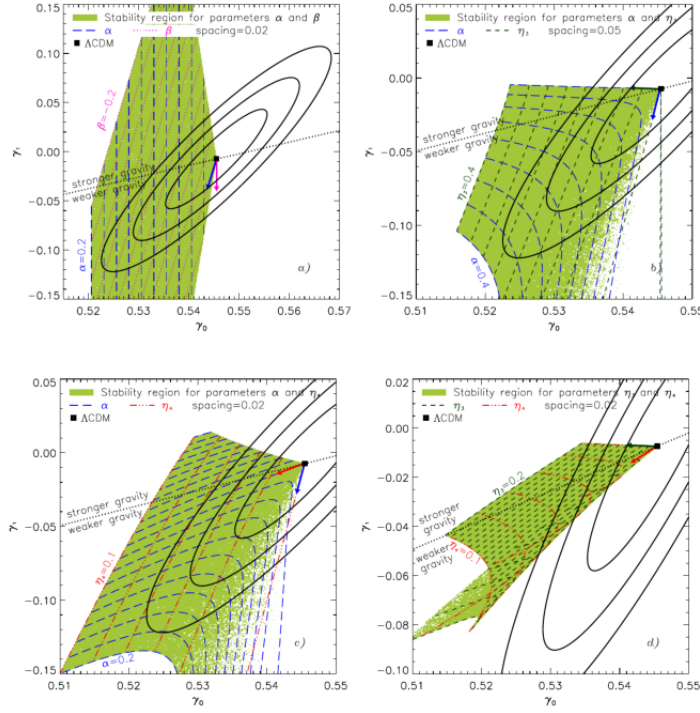 Stability region for parameters α and β
α β spacing=0.02
ΛCDM
0.15
0.10
0.05
0.00
−0.05
−0.10
−0.15
γ₁
β=−0.2
stronger gravity
weaker gravity
α=0.2
a)
0.52 0.53 0.54 0.55 0.56 0.57
γ₀
Stability region for parameters α and η₃
α η₃ spacing=0.05
ΛCDM
0.05
0.00
−0.05
−0.10
−0.15
γ₁
stronger gravity
weaker gravity
η₃=0.4
α=0.4
b)
0.51 0.52 0.53 0.54 0.55
γ₀
Stability region for parameters α and η₄
α η₄ spacing=0.02
ΛCDM
0.05
0.00
−0.05
−0.10
−0.15
γ₁
stronger gravity
weaker gravity
η₄=0.1
α=0.2
c)
0.51 0.52 0.53 0.54 0.55
γ₀
Stability region for parameters η₃ and η₄
η₃ η₄ spacing=0.02
ΛCDM
0.02
0.00
−0.02
−0.04
−0.06
−0.08
−0.10
γ₁
stronger
gravity
weaker
gravity
η₃=0.2
η₄=0.1
d)
0.51 0.52 0.53 0.54 0.55
γ₀